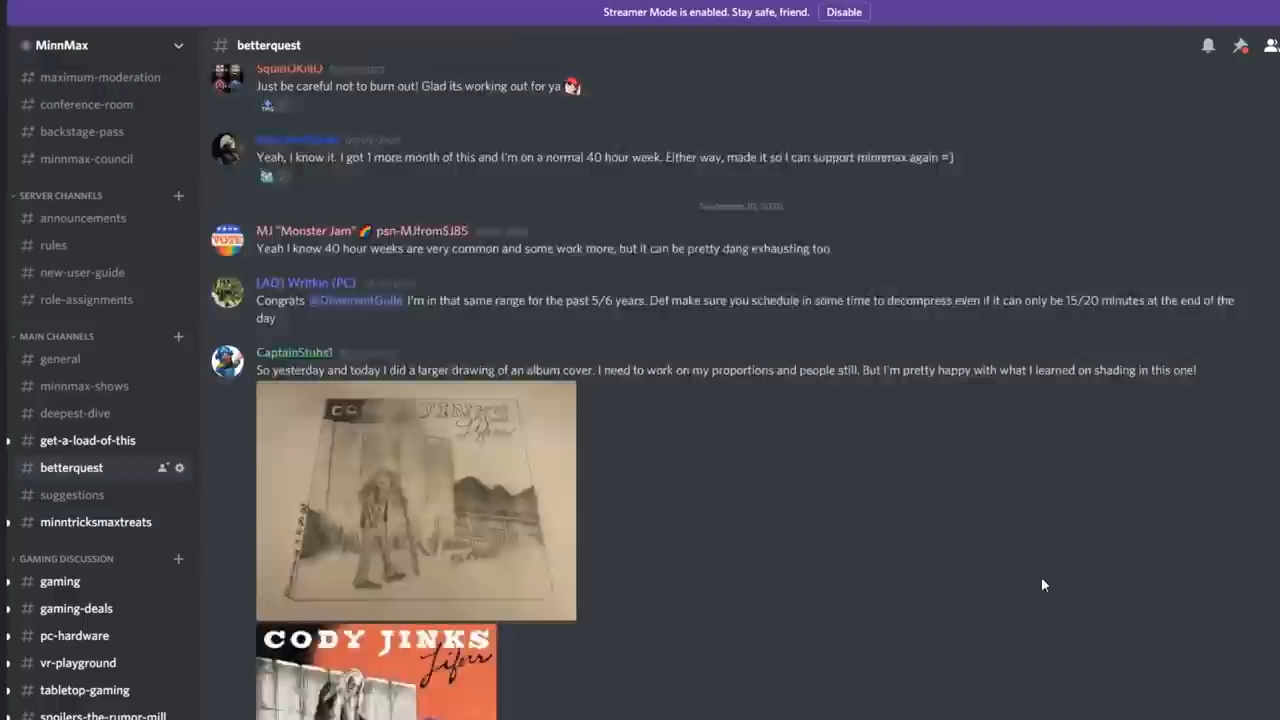 Streamer Mode is enabled. Stay safe, friend.
Disable
MinnMax
maximum-moderation
conference-room
backstage-pass
minnmax-council
SERVER CHANNELS
announcements
rules
new-user-guide
role-assignments
MAIN CHANNELS
general
minnmax-shows
deepest-dive
get-a-load-of-this
betterquest
suggestions
minntricksmaxtreats
GAMING DISCUSSION
gaming
gaming-deals
pc-hardware
vr-playground
tabletop-gaming
spoilers-the-rumor-mill
# betterquest
Just be careful not to burn out! Glad its working out for ya
Yeah, I know it. I got 1 more month of this and I'm on a normal 40 hour week. Either way, made it so I can support minnmax again =]
MJ "Monster Jam" psn-MJfromSJ85
VOTE
Yeah I know 40 hour weeks are very common and some work more, but it can be pretty dang exhausting too
[AD] Writkin (PC)
Congrats I'm in that same range for the past 5/6 years. Def make sure you schedule in some time to decompress even if it can only be 15/20 minutes at the end of the
day
CaptainStubs1
So yesterday and today I did a larger drawing of an album cover. I need to work on my proportions and people still. But I'm pretty happy with what I learned on shading in this one!
CO JINKS
CODY JINKS
Lifers